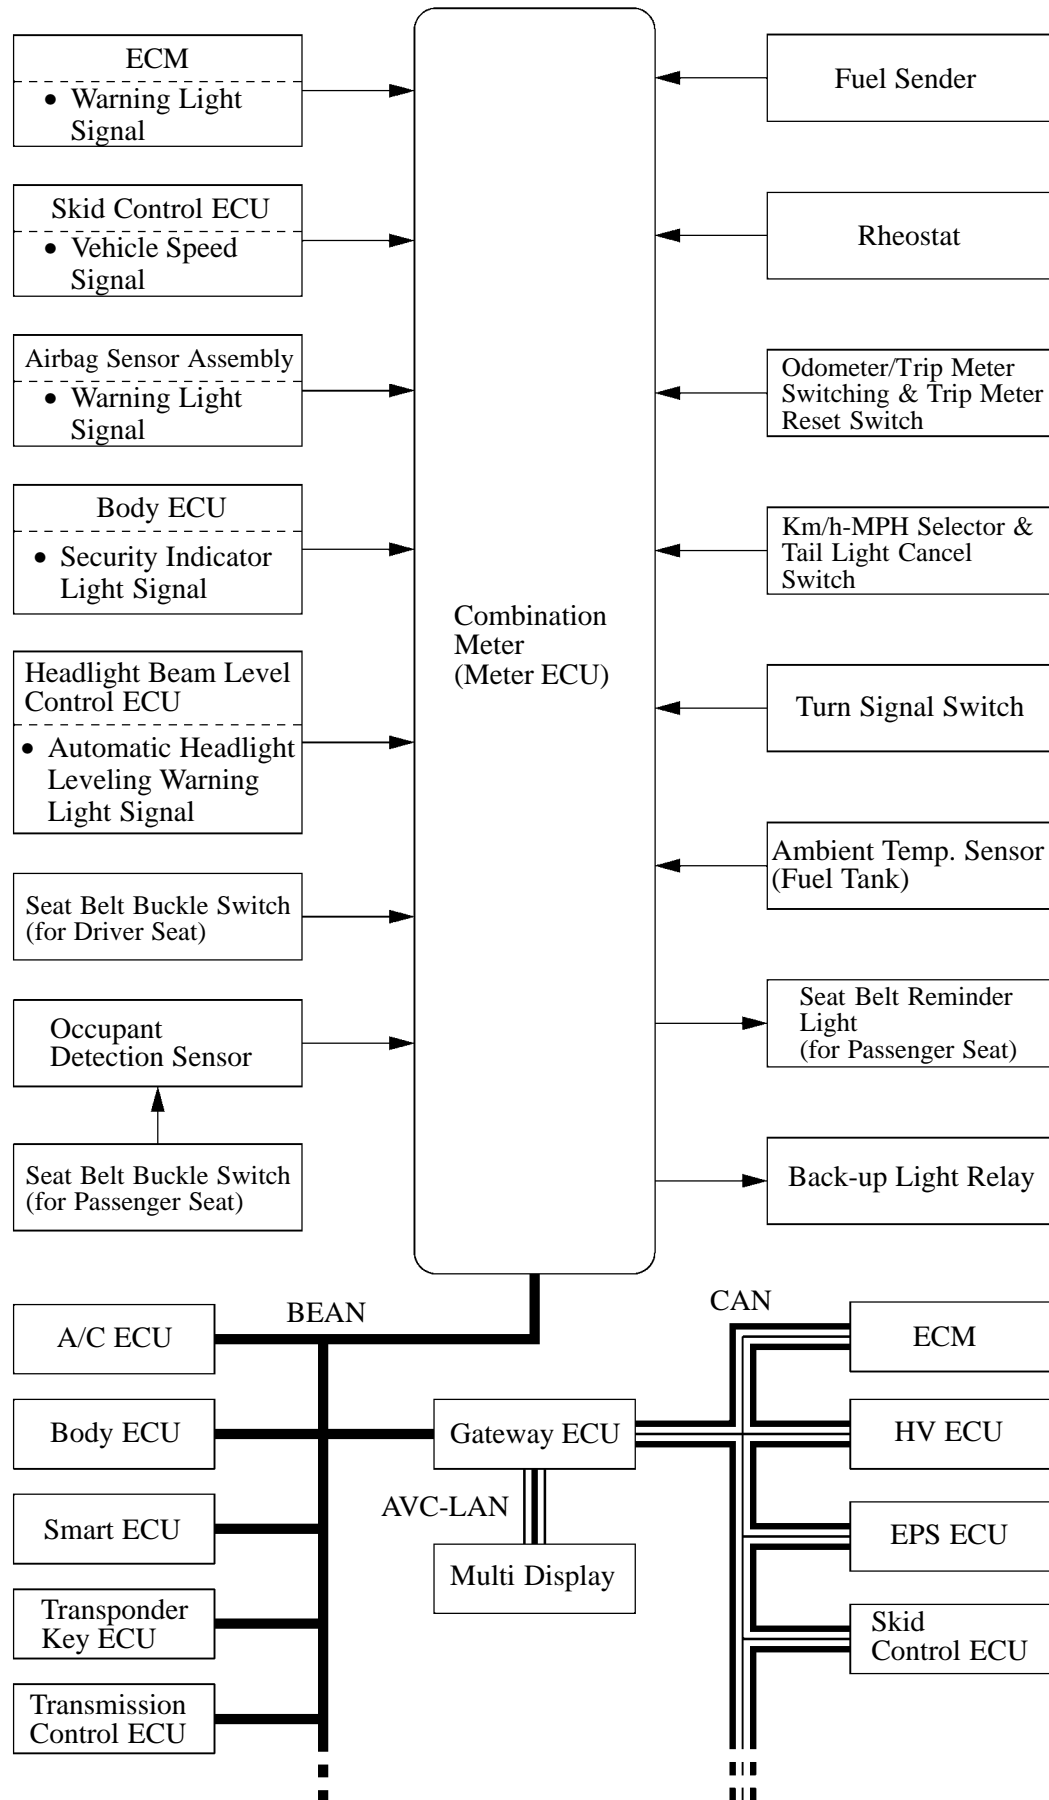 ECM
• Warning Light
Signal
Skid Control ECU
• Vehicle Speed
Signal
Airbag Sensor Assembly
• Warning Light
Signal
Body ECU
• Security Indicator
Light Signal
Headlight Beam Level
Control ECU
• Automatic Headlight
Leveling Warning
Light Signal
Seat Belt Buckle Switch
(for Driver Seat)
Occupant
Detection Sensor
Seat Belt Buckle Switch
(for Passenger Seat)
Combination
Meter
(Meter ECU)
Fuel Sender
Rheostat
Odometer/Trip Meter
Switching & Trip Meter
Reset Switch
Km/h-MPH Selector &
Tail Light Cancel
Switch
Turn Signal Switch
Ambient Temp. Sensor
(Fuel Tank)
Seat Belt Reminder
Light
(for Passenger Seat)
Back-up Light Relay
BEAN
CAN
A/C ECU
Body ECU
Smart ECU
Transponder
Key ECU
Transmission
Control ECU
Gateway ECU
AVC-LAN
Multi Display
ECM
HV ECU
EPS ECU
Skid
Control ECU